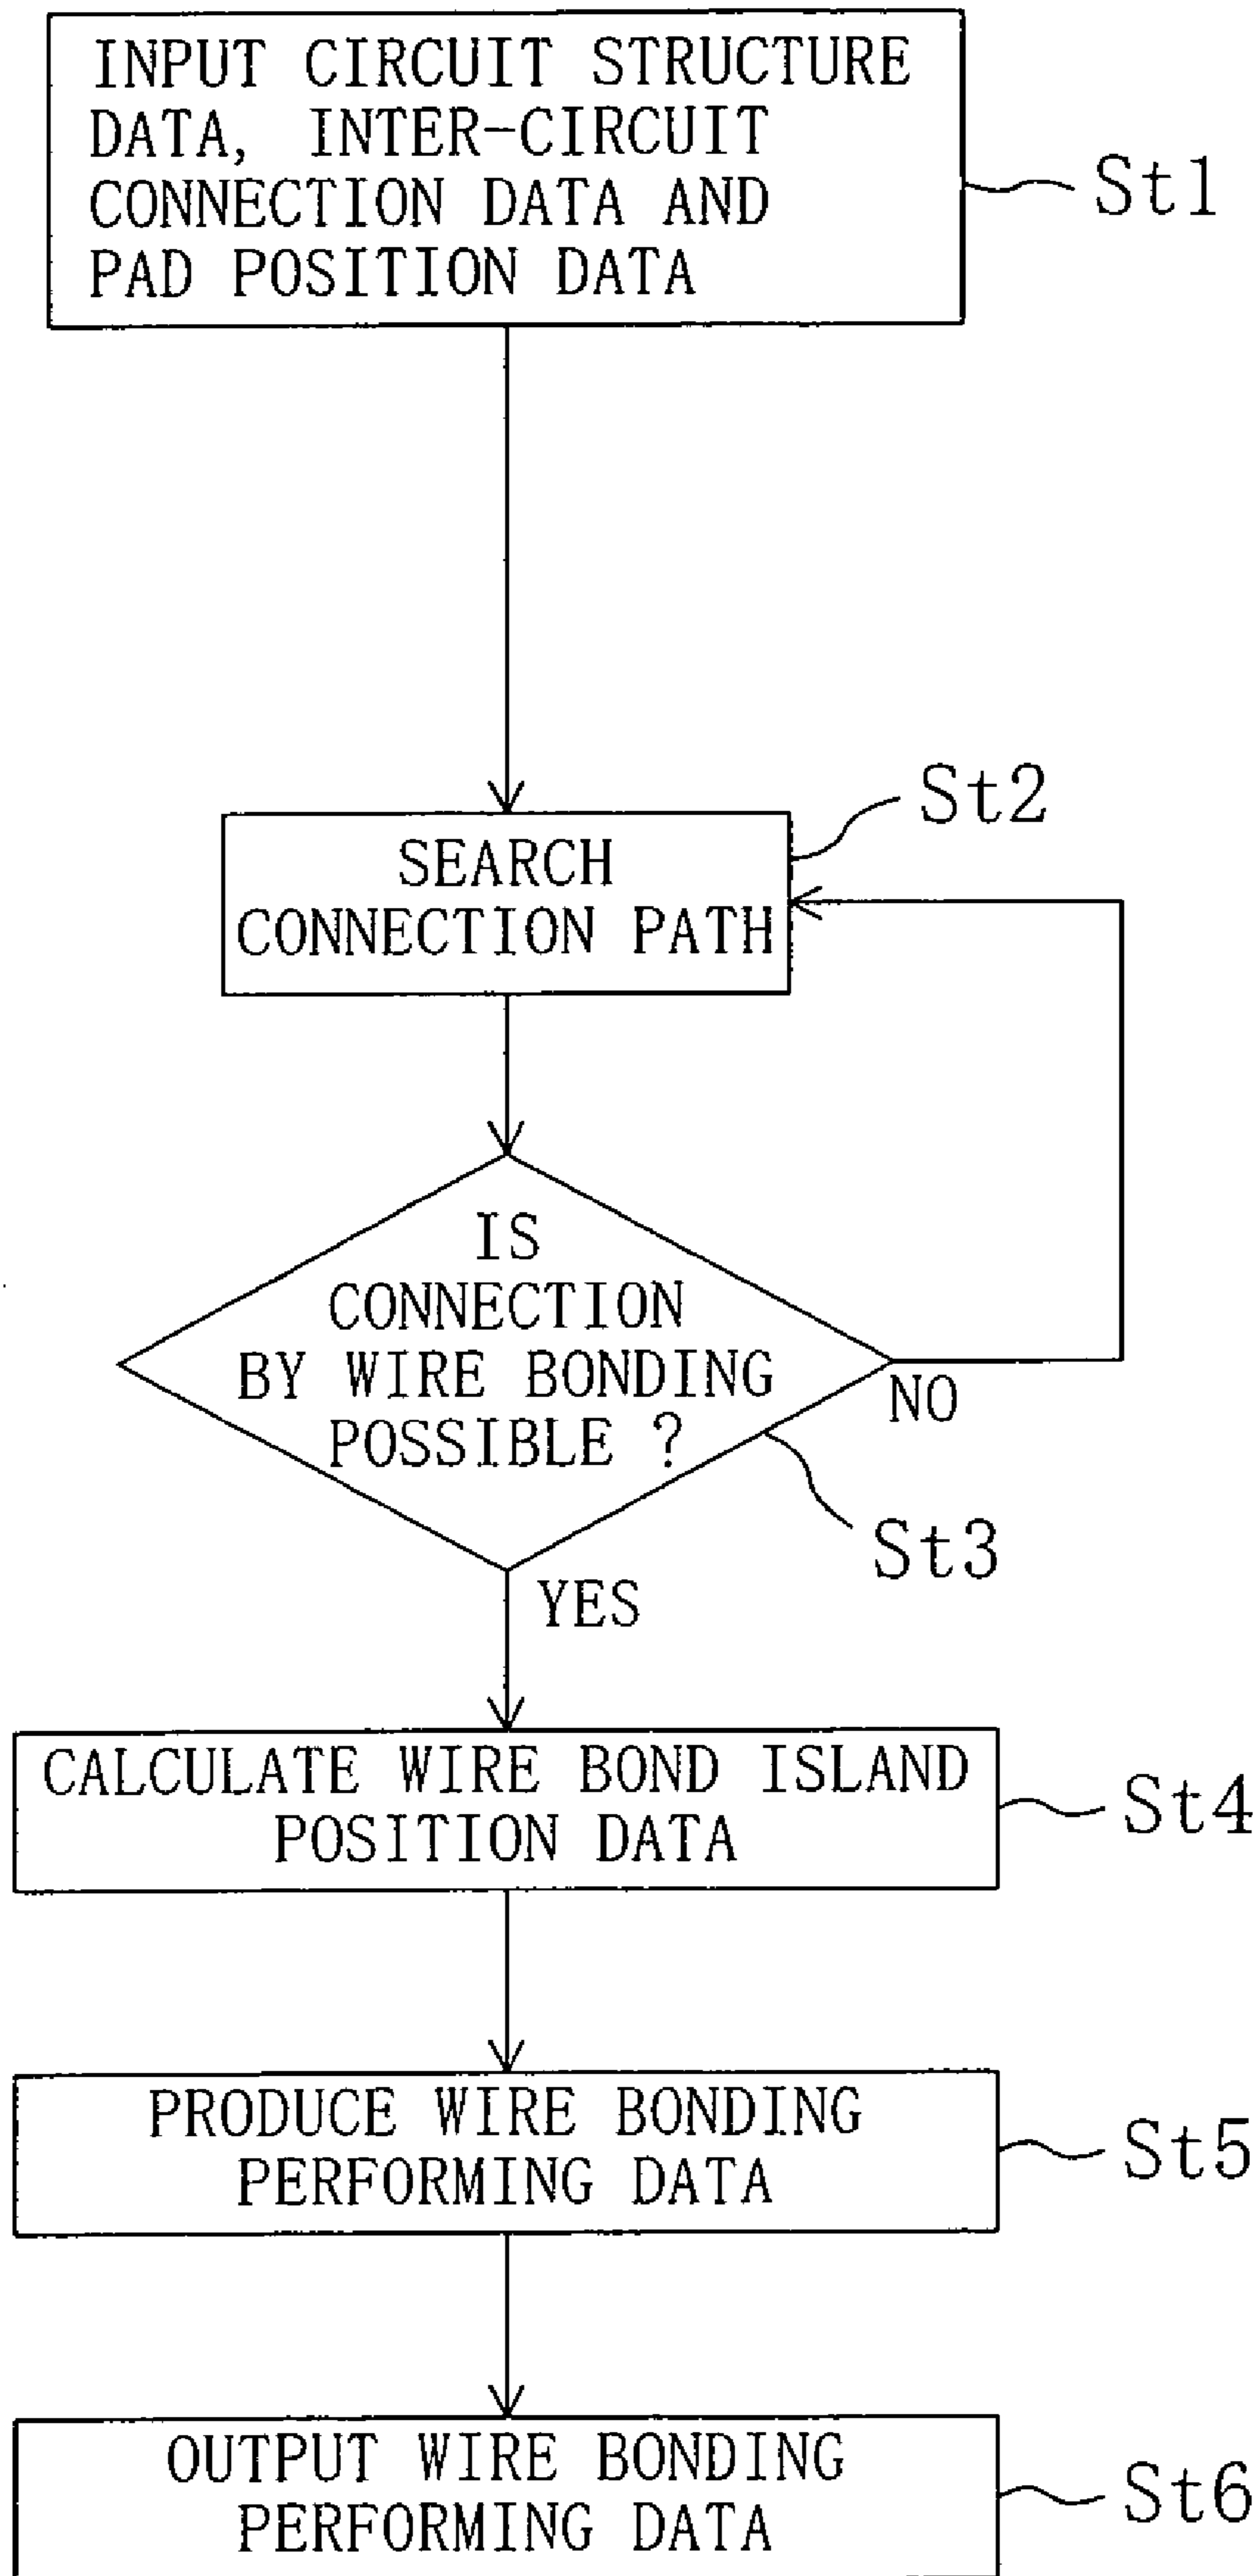 INPUT CIRCUIT STRUCTURE
DATA, INTER-CIRCUIT
CONNECTION DATA AND
PAD POSITION DATA
St1
St2
SEARCH
CONNECTION PATH
IS
CONNECTION
BY WIRE BONDING
POSSIBLE ?
NO
St3
YES
CALCULATE WIRE BOND ISLAND
POSITION DATA
St4
PRODUCE WIRE BONDING
PERFORMING DATA
St5
OUTPUT WIRE BONDING
PERFORMING DATA
St6